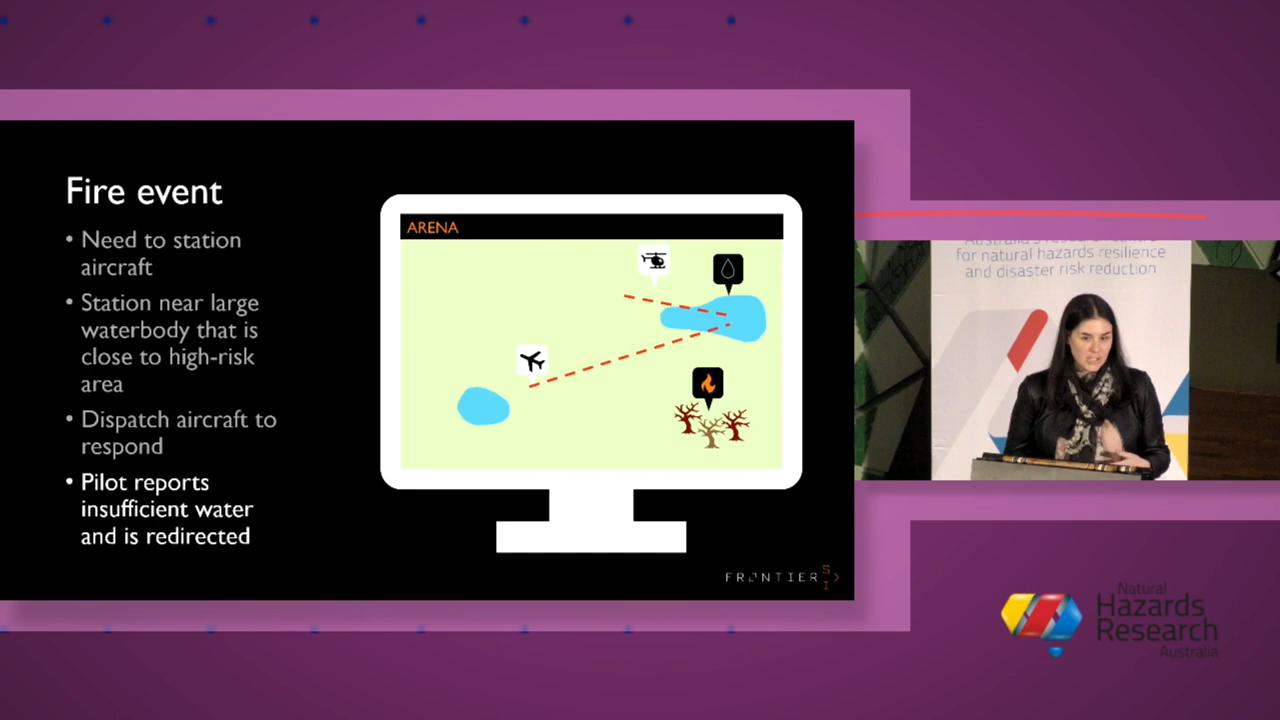 Fire event
• Need to station
aircraft
• Station near large
waterbody that is
close to high-risk
area
• Dispatch aircraft to
respond
• Pilot reports
insufficient water
and is redirected
ARENA
FRONTIER SI
for natural hazards resilience
and disaster risk reduction
Natural
Hazards
Research
Australia